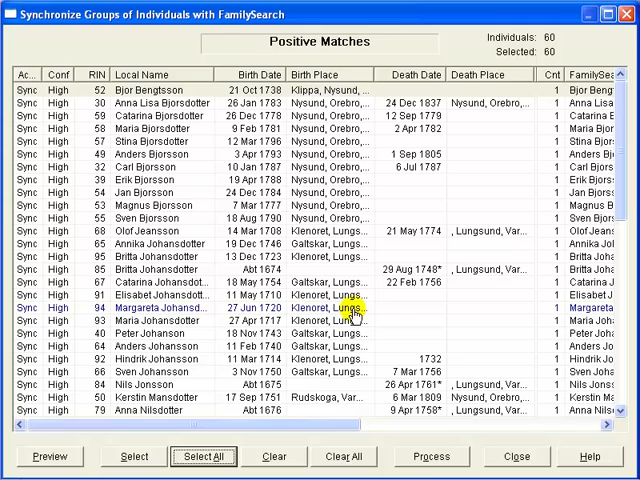 Synchronize Groups of Individuals with FamilySearch
Positive Matches
Individuals: 60
Selected: 60
Ac... Conf RIN Local Name Birth Date Birth Place Death Date Death Place Cnt FamilySea
Sync High 52 Bjor Bengtsson 21 Oct 1738 Klippa, Nysund, ... 1 Bjor Bengt
Sync High 30 Anna Lisa Bjorsdotter 26 Jan 1783 Nysund, Orebro,... 24 Dec 1837 Nysund, Orebro,... 1 Anna Lisa
Sync High 59 Catarina Bjorsdotter 26 Dec 1778 Nysund, Orebro,... 12 Sep 1779 1 Catarina E
Sync High 58 Maria Bjorsdotter 9 Feb 1781 Nysund, Orebro,... 2 Apr 1782 1 Maria Bjor
Sync High 57 Stina Bjorsdotter 12 Mar 1796 Nysund, Orebro,... 1 Stina Bjor
Sync High 49 Anders Bjorsson 3 Apr 1793 Nysund, Orebro,... 1 Sep 1805 1 Anders Bj
Sync High 32 Carl Bjorsson 10 Jan 1787 Nysund, Orebro,... 6 Jul 1787 1 Carl Bjors
Sync High 39 Erik Bjorsson 19 Apr 1788 Nysund, Orebro,... 1 Erik Bjors
Sync High 54 Jan Bjorsson 24 Dec 1784 Nysund, Orebro,... 1 Jan Bjors
Sync High 53 Magnus Bjorsson 7 Mar 1777 Nysund, Orebro,... 1 Magnus B
Sync High 55 Sven Bjorsson 18 Aug 1790 Nysund, Orebro,... 1 Sven Bjor
Sync High 68 Olof Jeansson 14 Mar 1708 Klenoret, Lungs... 21 May 1774 , Lungsund, Var... 1 Olof Jeans
Sync High 65 Annika Johansdotter 19 Dec 1746 Galtskar, Lungs... 1 Annika Jo
Sync High 95 Britta Johansdotter 13 Dec 1723 Klenoret, Lungs... 1 Britta Joha
Sync High 85 Britta Johansdotter Abt 1674 29 Aug 1748* , Lungsund, Var... 1 Britta Joha
Sync High 67 Catarina Johansdot... 18 May 1754 Galtskar, Lungs... 22 Feb 1756 1 Catarina J
Sync High 91 Elisabet Johansdott... 11 May 1710 Klenoret, Lungs... 1 Elisabet J
Sync High 94 Margareta Johansd... 27 Jun 1720 Klenoret, Lungs... 1 Margareta
Sync High 93 Maria Johansdotter 27 Apr 1717 Klenoret, Lungs... 1 Maria Joha
Sync High 40 Peter Johanson 10 Jun 1743 Galtskar, Lungs... 1 Peter Joha
Sync High 64 Anders Johansson 11 Feb 1740 Galtskar, Lungs... 1 Anders Jo
Sync High 92 Hindrik Johansson 11 Mar 1714 Klenoret, Lungs... 1732 1 Hindrik Jo
Sync High 66 Sven Johansson 3 Nov 1750 Galtskar, Lungs... 7 Mar 1756 1 Sven Joha
Sync High 84 Nils Jonsson Abt 1675 26 Apr 1761* , Lungsund, Var... 1 Nils Jons
Sync High 50 Kerstin Mansdotter 17 Sep 1751 Rudskoga, Var... 6 Mar 1809 Nysund, Orebro,... 1 Kerstin M
Sync High 79 Anna Nilsdotter Abt 1676 9 Apr 1758* , Lungsund, Var... 1 Anna Nils
Preview Select Select All Clear Clear All Process Close Help